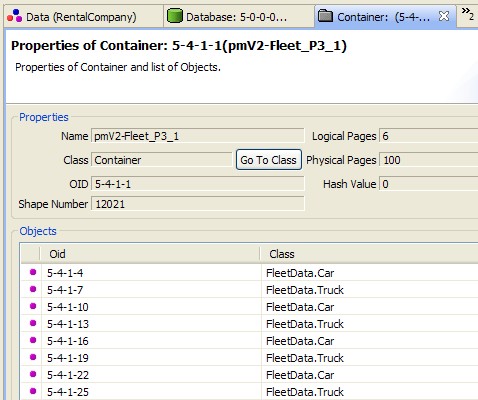 Data (RentalCompany) Database: 5-0-0-0... Container: (5-4-... »2
Properties of Container: 5-4-1-1(pmV2-Fleet_P3_1)
Properties of Container and list of Objects.
Properties
Name pmV2-Fleet_P3_1 Logical Pages 6
Class Container Go To Class Physical Pages 100
OID 5-4-1-1 Hash Value 0
Shape Number 12021
Objects
Oid Class
5-4-1-4 FleetData.Car
5-4-1-7 FleetData.Truck
5-4-1-10 FleetData.Car
5-4-1-13 FleetData.Truck
5-4-1-16 FleetData.Car
5-4-1-19 FleetData.Truck
5-4-1-22 FleetData.Car
5-4-1-25 FleetData.Truck